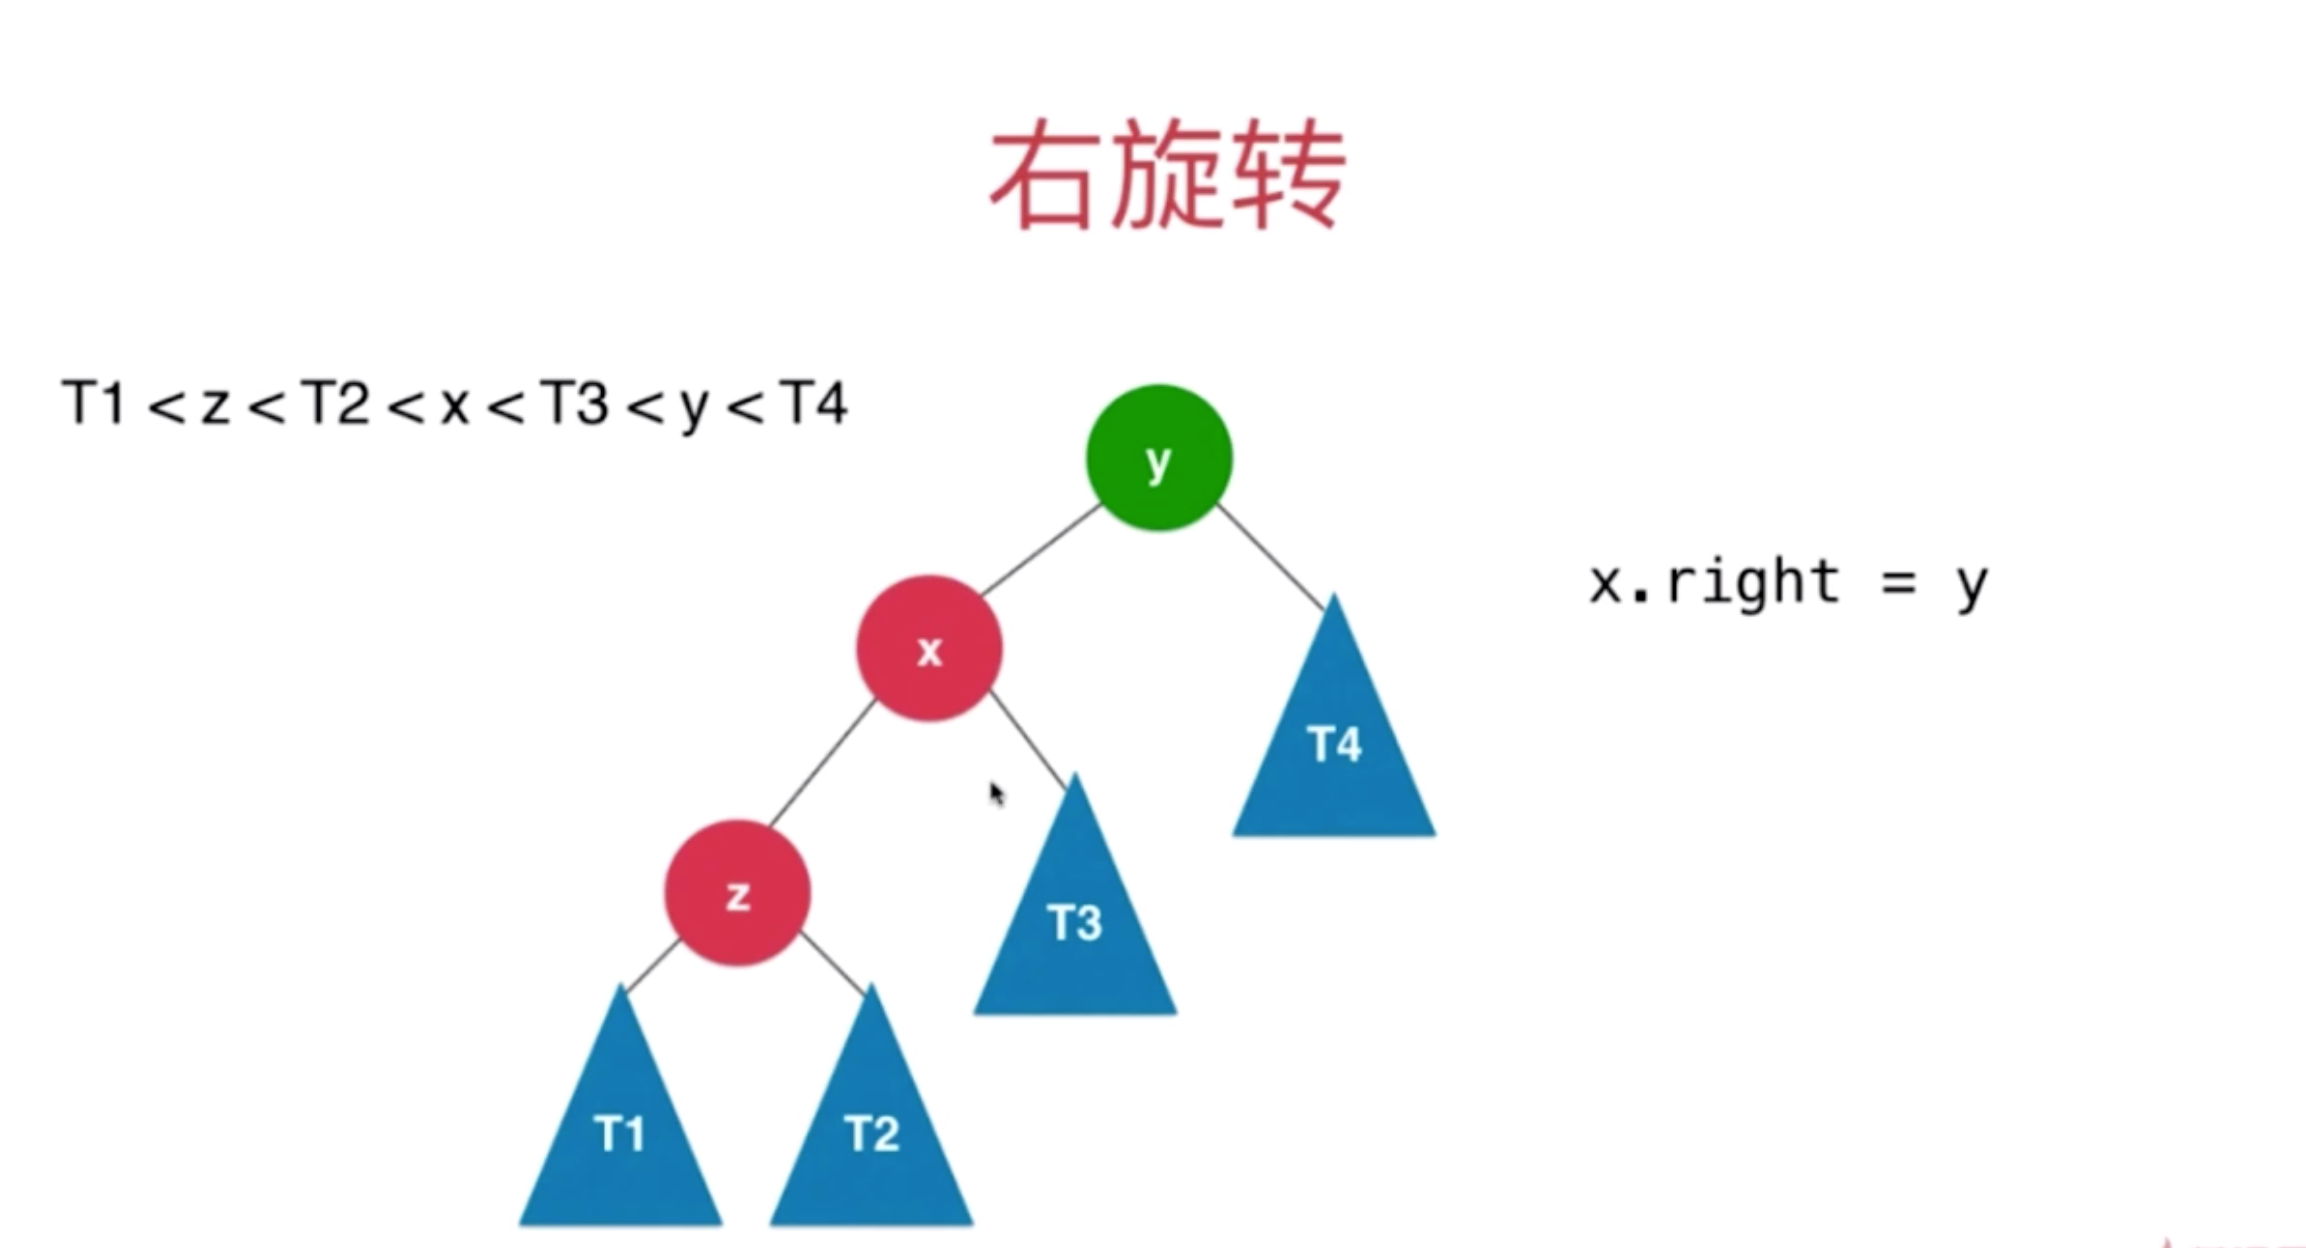 右旋转
T1 < z < T2 < x < T3 < y < T4
y
x.right = y
x
T4
z
T3
T1
T2